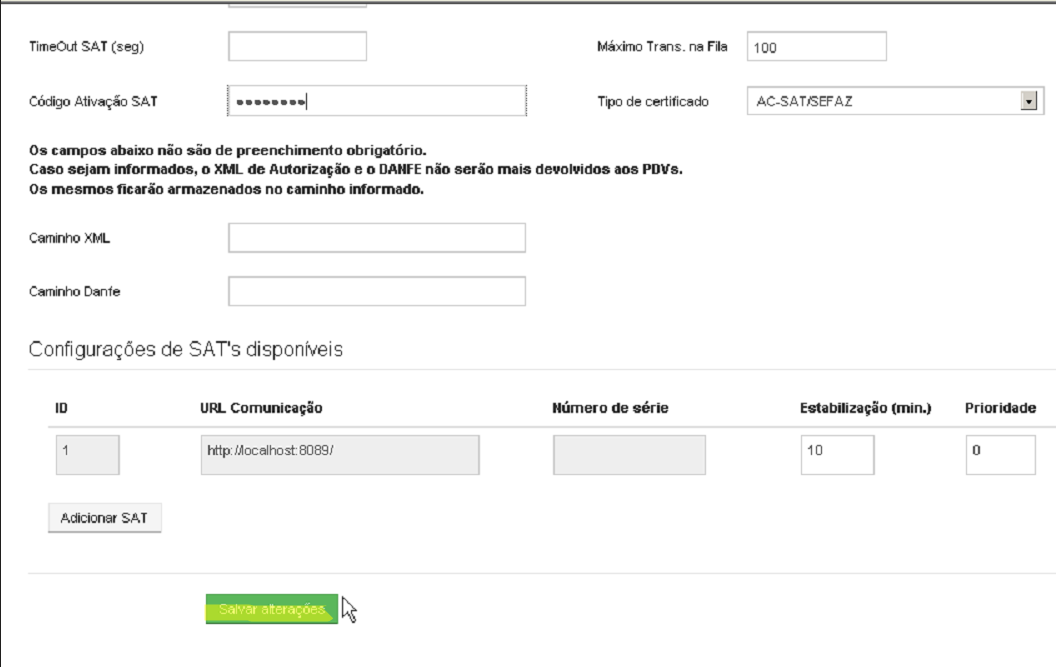 TimeOut SAT (seg)
Máximo Trans. na Fila 100
Código Ativação SAT ••••••••
Tipo de certificado AC-SAT/SEFAZ
Os campos abaixo não são de preenchimento obrigatório.
Caso sejam informados, o XML de Autorização e o DANFE não serão mais devolvidos aos PDVs.
Os mesmos ficarão armazenados no caminho informado.
Caminho XML
Caminho Danfe
Configurações de SAT's disponíveis
ID URL Comunicação Número de série Estabilização (min.) Prioridade
1 http://localhost:8089/ 10 0
Adicionar SAT
Salvar alterações